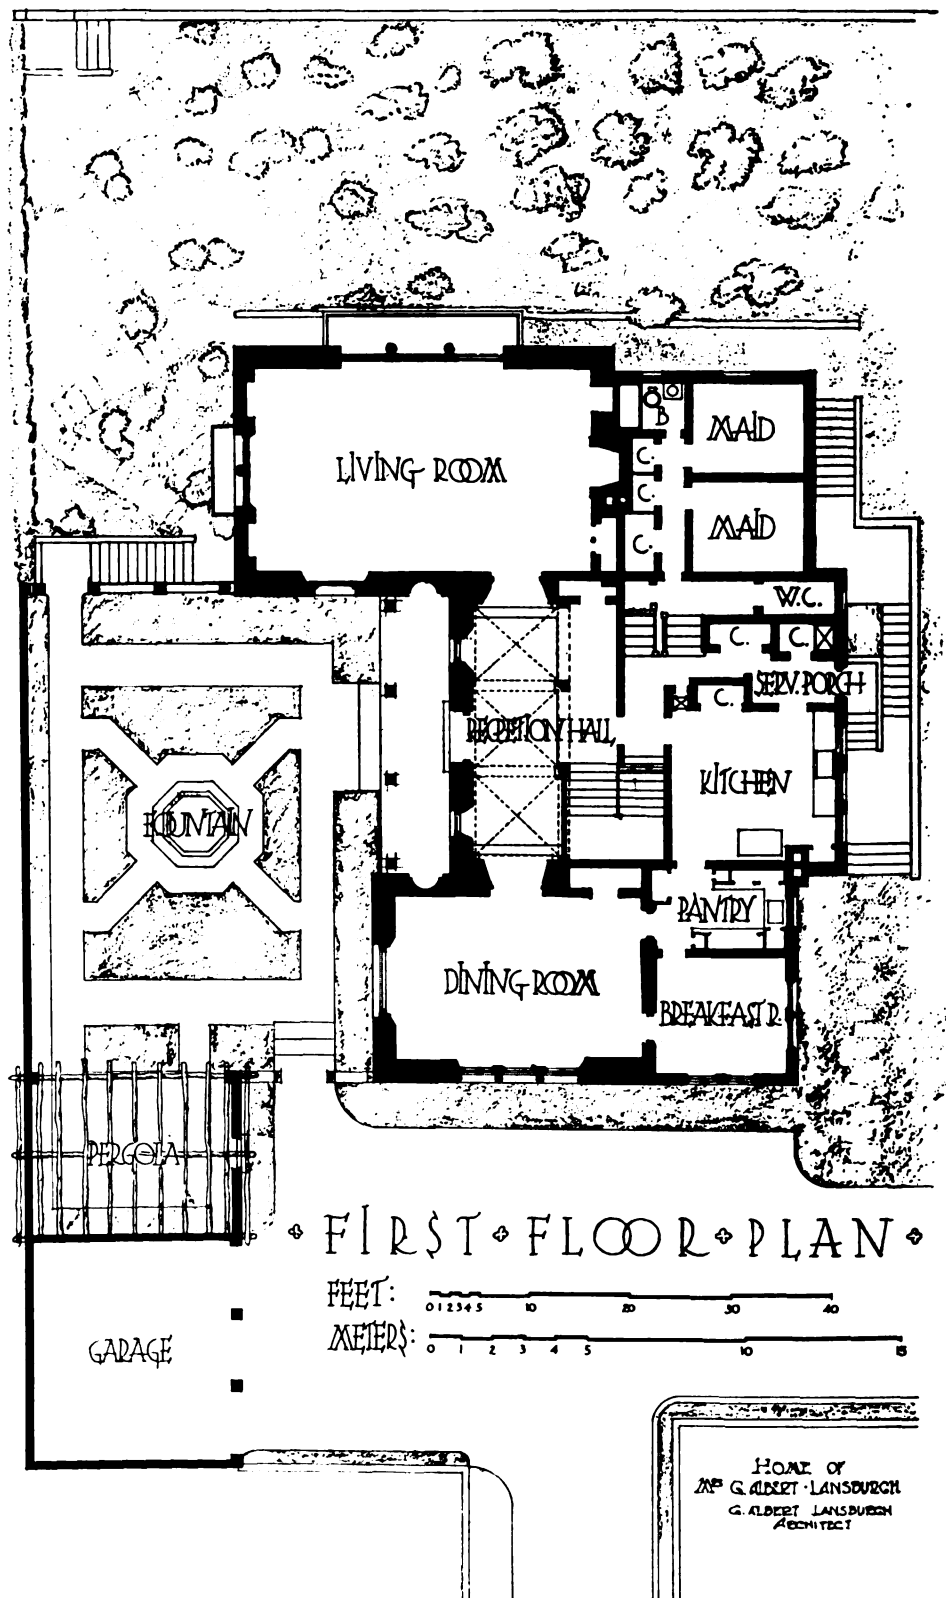 B
MAID
LIVING ROOM
C.
C.
MAID
C.
W.C.
C.
C.
SERV. PORCH
C.
RECEPTION HALL
KITCHEN
FOUNTAIN
PANTRY
DINING ROOM
BREAKFAST R.
PERGOLA
FIRST FLOOR PLAN
FEET:
0 1 2 3 4 5 10 20 30 40
METERS:
0 1 2 3 4 5 10 15
GARAGE
HOME OF
MRS G. ALBERT · LANSBURGH
G. ALBERT LANSBURGH
ARCHITECT